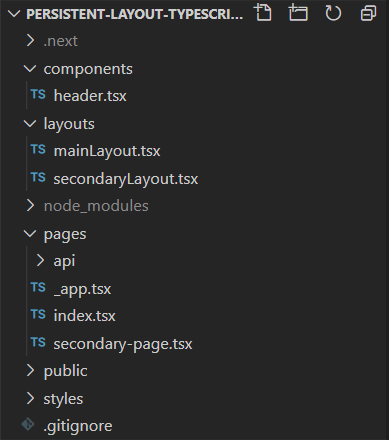 PERSISTENT-LAYOUT-TYPESCRI...
.next
components
TS header.tsx
layouts
TS mainLayout.tsx
TS secondaryLayout.tsx
node_modules
pages
api
TS _app.tsx
TS index.tsx
TS secondary-page.tsx
public
styles
.gitignore